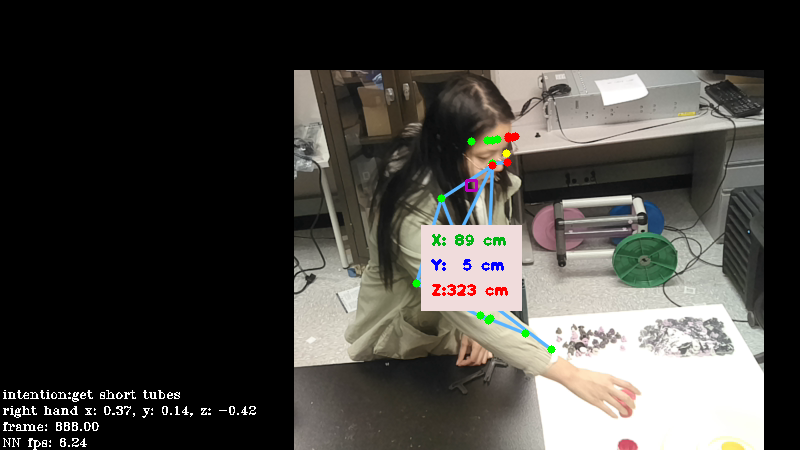 X: 89 cm
Y: 5 cm
Z:323 cm
intention:get short tubes
right hand x: 0.37, y: 0.14, z: -0.42
frame: 888.00
NN fps: 6.24